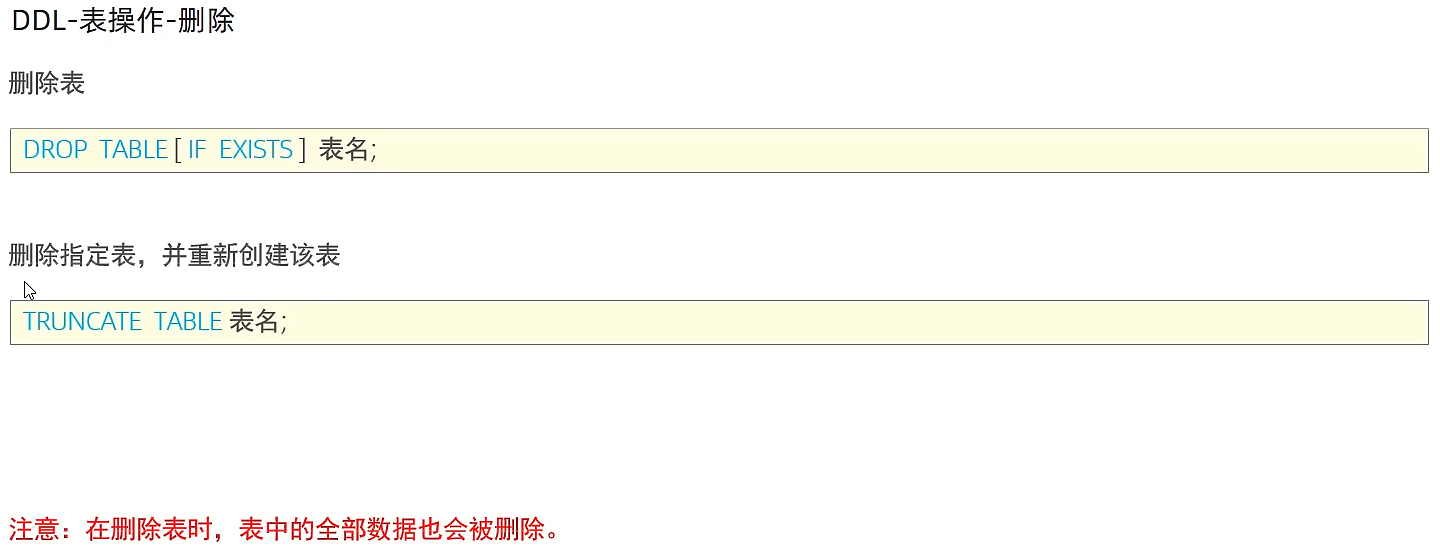 DDL-表操作-删除
删除表
DROP TABLE [ IF EXISTS ] 表名;
删除指定表，并重新创建该表
TRUNCATE TABLE 表名;
注意：在删除表时，表中的全部数据也会被删除。